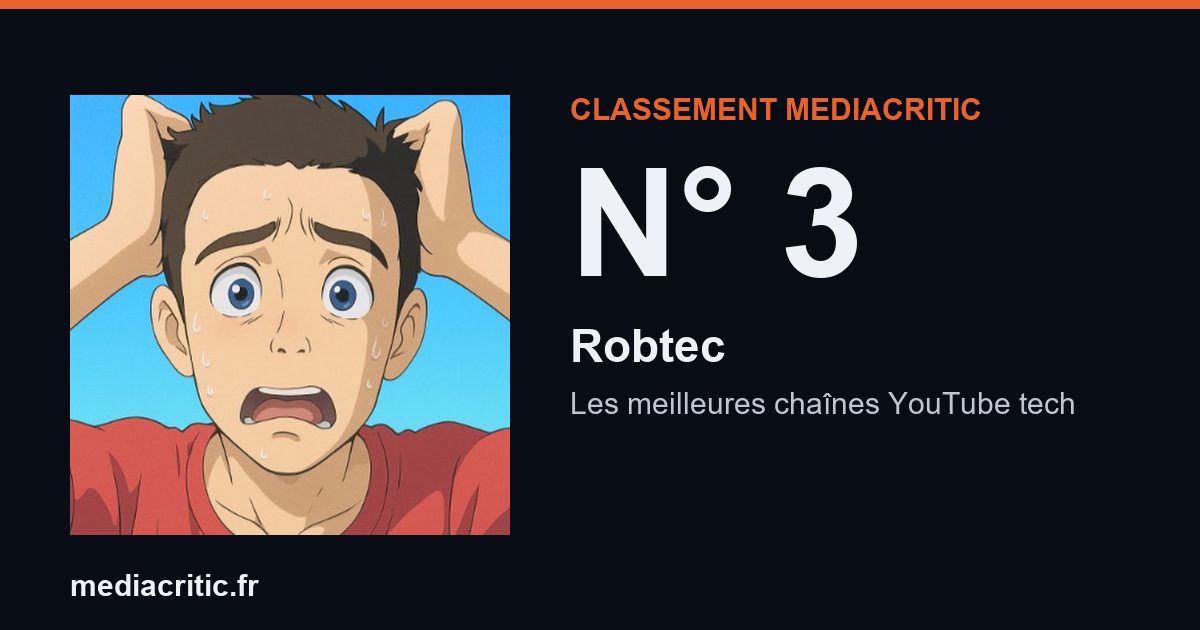 CLASSEMENT MEDIACRITIC
N° 3
Robtec
Les meilleures chaînes YouTube tech
mediacritic.fr